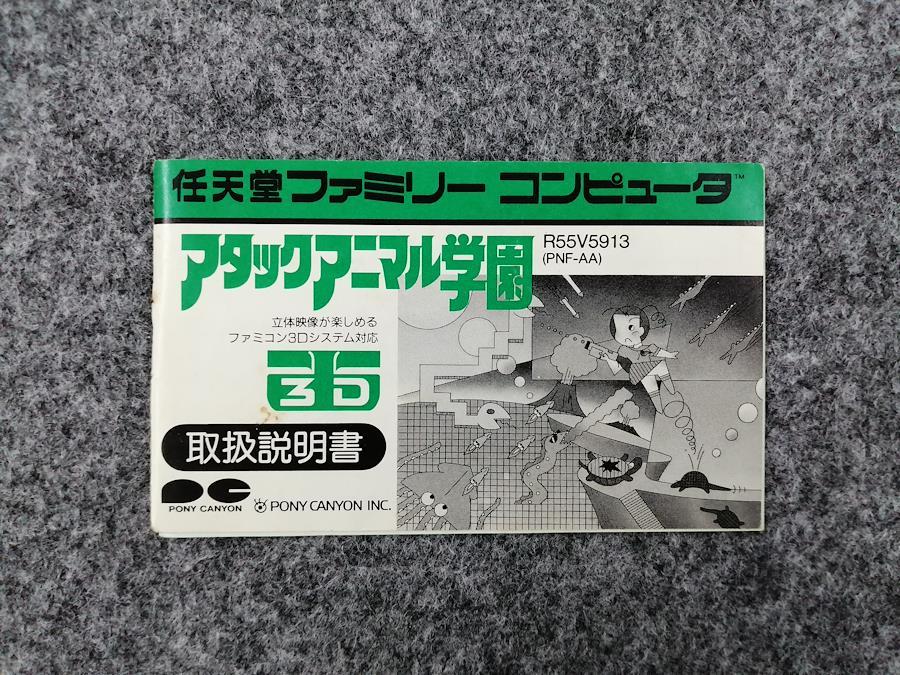 任天堂ファミリー コンピュータ™
アタックアニマル学園
R55V5913
(PNF-AA)
立体映像が楽しめる
ファミコン3Dシステム対応
3D
取扱説明書
PONY CANYON
PONY CANYON INC.